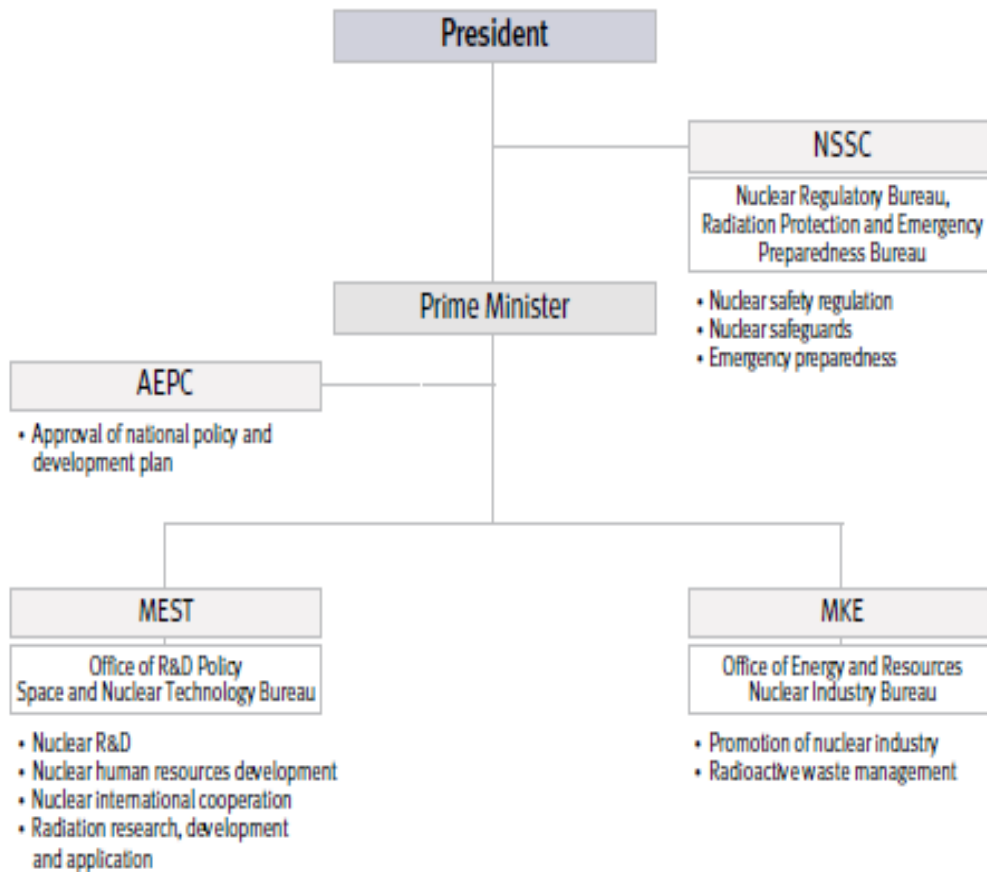 President
NSSC
Nuclear Regulatory Bureau,
Radiation Protection and Emergency
Preparedness Bureau
• Nuclear safety regulation
• Nuclear safeguards
• Emergency preparedness
Prime Minister
AEPC
• Approval of national policy and
development plan
MEST
Office of R&D Policy
Space and Nuclear Technology Bureau
• Nuclear R&D
• Nuclear human resources development
• Nuclear international cooperation
• Radiation research, development
and application
MKE
Office of Energy and Resources
Nuclear Industry Bureau
• Promotion of nuclear industry
• Radioactive waste management